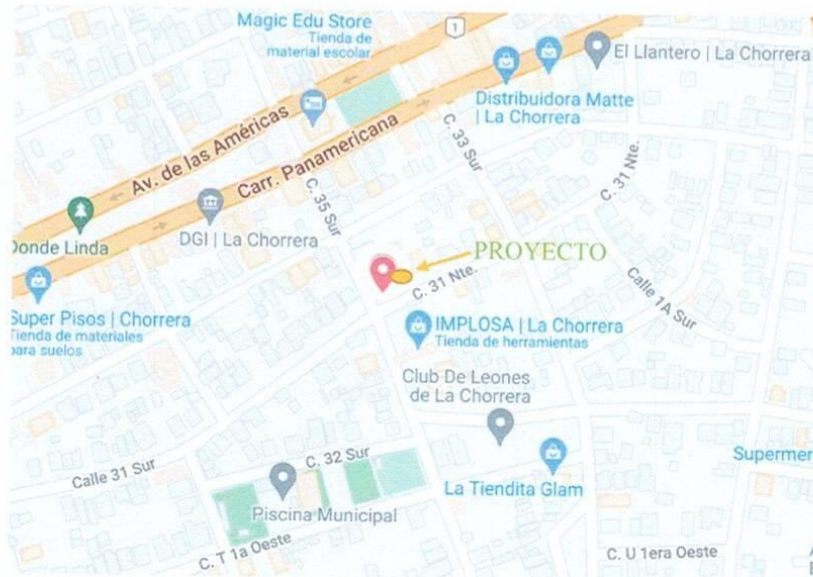 Magic Edu Store
Tienda de
material escolar
1
El Llantero | La Chorrera
Distribuidora Matte
| La Chorrera
Av. de las Américas
Carr. Panamericana
C. 33 Sur
C. 31 Nte.
C. 35 Sur
Donde Linda
DGI | La Chorrera
PROYECTO
C. 31 Nte.
Calle 1A Sur
Super Pisos | Chorrera
Tienda de materiales
para suelos
IMPLOSA | La Chorrera
Tienda de herramientas
Club De Leones
de La Chorrera
C. 32 Sur
Calle 31 Sur
Supermer
La Tiendita Glam
Piscina Municipal
C. T 1a Oeste
C. U 1era Oeste